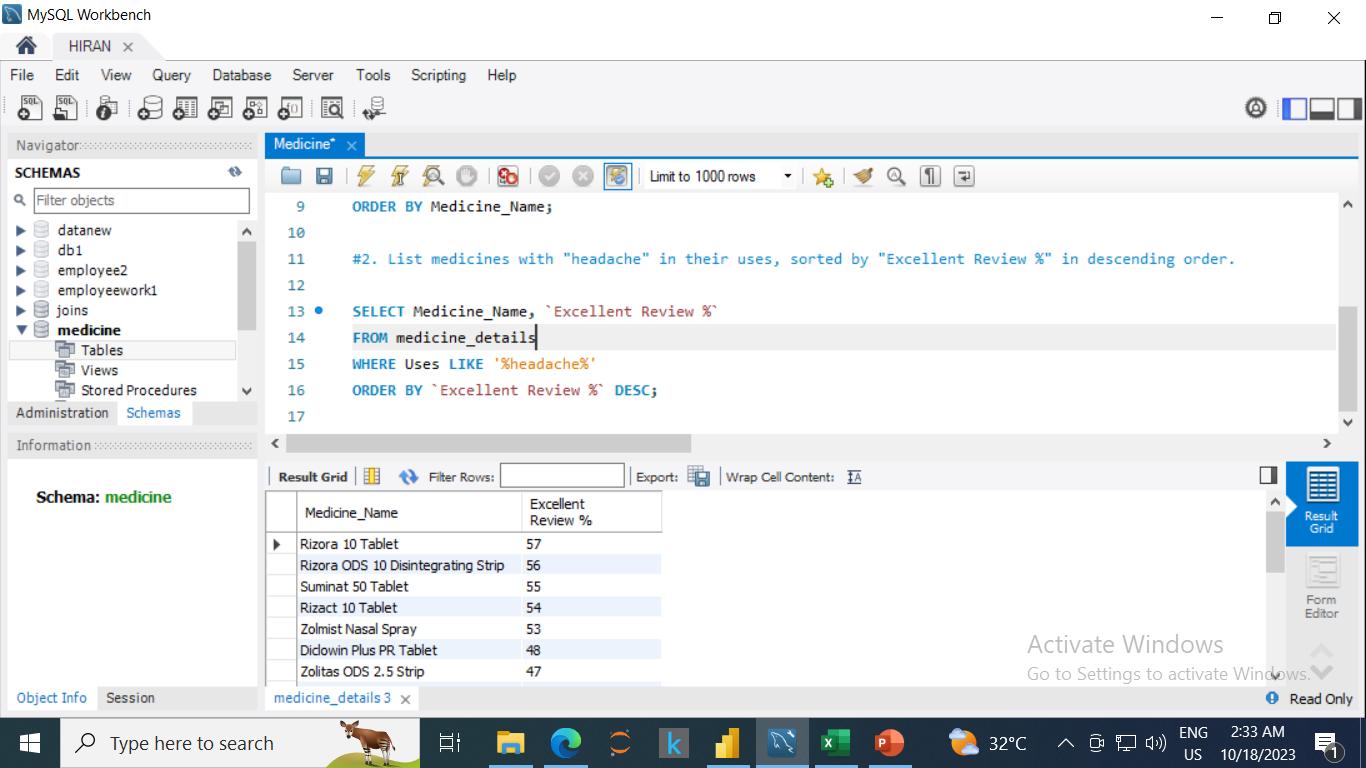 MySQL Workbench
HIRAN
File Edit View Query Database Server Tools Scripting Help
Navigator
SCHEMAS
Filter objects
datanew
db1
employee2
employeework1
joins
medicine
Tables
Views
Stored Procedures
Administration Schemas
Information
Schema: medicine
Object Info Session
Medicine*
Limit to 1000 rows
9 ORDER BY Medicine_Name;
10
11 #2. List medicines with "headache" in their uses, sorted by "Excellent Review %" in descending order.
12
13 SELECT Medicine_Name, `Excellent Review %`
14 FROM medicine_details
15 WHERE Uses LIKE '%headache%'
16 ORDER BY `Excellent Review %` DESC;
17
Result Grid Filter Rows: Export: Wrap Cell Content:
Medicine_Name Excellent
Review %
Rizora 10 Tablet 57
Rizora ODS 10 Disintegrating Strip 56
Suminat 50 Tablet 55
Rizact 10 Tablet 54
Zolmist Nasal Spray 53
Diclowin Plus PR Tablet 48
Zolitas ODS 2.5 Strip 47
Result
Grid
Form
Editor
Activate Windows
Go to Settings to activate Windows.
medicine_details 3
Read Only
Type here to search
32°C
ENG
US
2:33 AM
10/18/2023
1